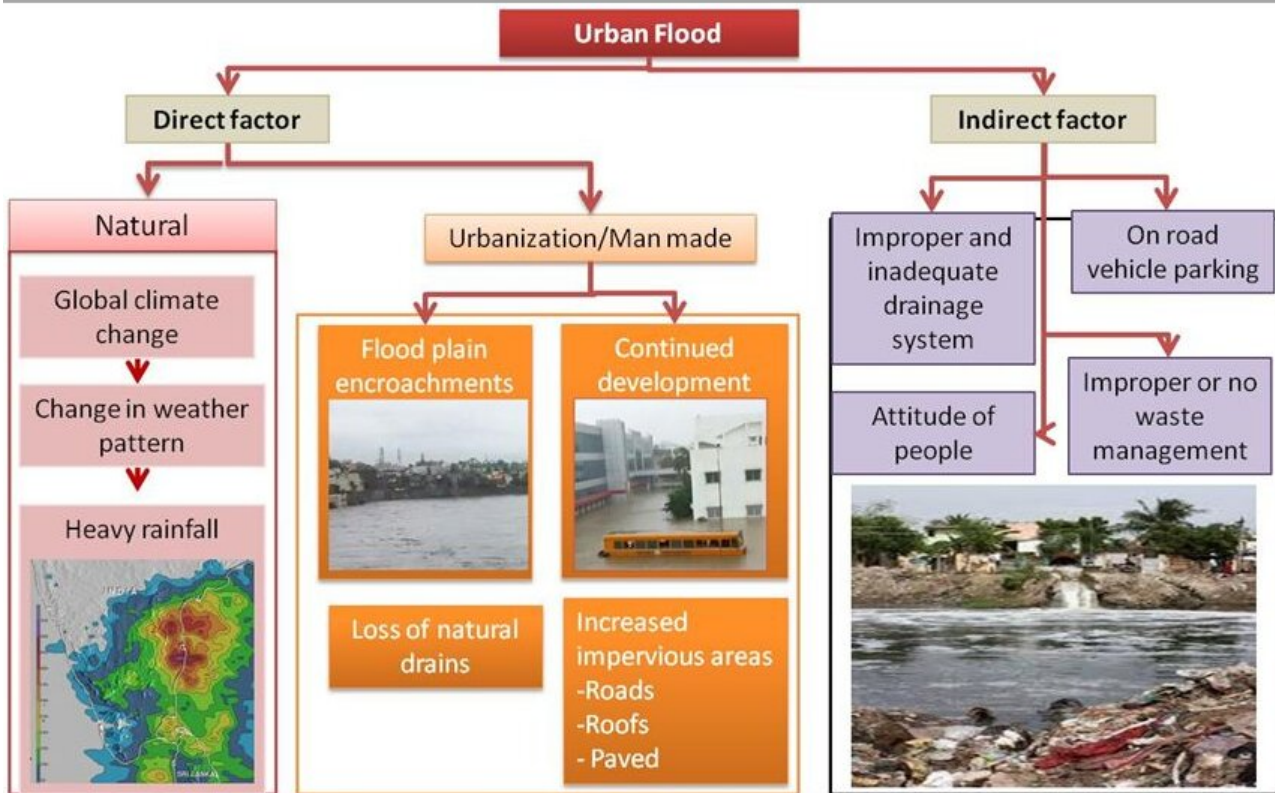 Urban Flood
Direct factor
Indirect factor
Natural
Urbanization/Man made
Global climate
change
Change in weather
pattern
Heavy rainfall
SRI LANKA
Flood plain
encroachments
Continued
development
Loss of natural
drains
Increased
impervious areas
-Roads
-Roofs
- Paved
Improper and
inadequate
drainage
system
On road
vehicle parking
Attitude of
people
Improper or no
waste
management